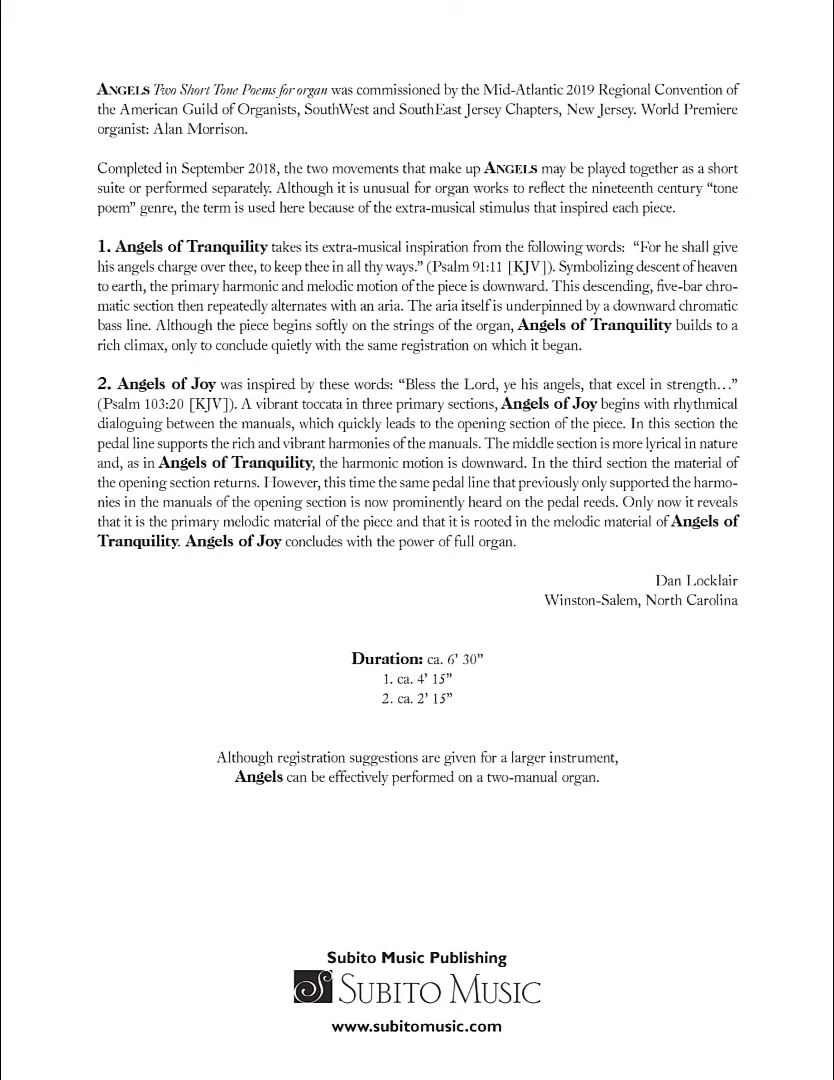 ANGELS Two Short Tone Poems for organ was commissioned by the Mid-Atlantic 2019 Regional Convention of
the American Guild of Organists, SouthWest and SouthEast Jersey Chapters, New Jersey. World Premiere
organist: Alan Morrison.
Completed in September 2018, the two movements that make up ANGELS may be played together as a short
suite or performed separately. Although it is unusual for organ works to reflect the nineteenth century “tone
poem” genre, the term is used here because of the extra-musical stimulus that inspired each piece.
1. Angels of Tranquility takes its extra-musical inspiration from the following words: “For he shall give
his angels charge over thee, to keep thee in all thy ways.” (Psalm 91:11 [KJV]). Symbolizing descent of heaven
to earth, the primary harmonic and melodic motion of the piece is downward. This descending, five-bar chro-
matic section then repeatedly alternates with an aria. The aria itself is underpinned by a downward chromatic
bass line. Although the piece begins softly on the strings of the organ, Angels of Tranquility builds to a
rich climax, only to conclude quietly with the same registration on which it began.
2. Angels of Joy was inspired by these words: “Bless the Lord, ye his angels, that excel in strength…”
(Psalm 103:20 [KJV]). A vibrant toccata in three primary sections, Angels of Joy begins with rhythmical
dialoguing between the manuals, which quickly leads to the opening section of the piece. In this section the
pedal line supports the rich and vibrant harmonies of the manuals. The middle section is more lyrical in nature
and, as in Angels of Tranquility, the harmonic motion is downward. In the third section the material of
the opening section returns. However, this time the same pedal line that previously only supported the harmo-
nies in the manuals of the opening section is now prominently heard on the pedal reeds. Only now it reveals
that it is the primary melodic material of the piece and that it is rooted in the melodic material of Angels of
Tranquility. Angels of Joy concludes with the power of full organ.
Dan Locklair
Winston-Salem, North Carolina
Duration: ca. 6’ 30”
1. ca. 4’ 15”
2. ca. 2’ 15”
Although registration suggestions are given for a larger instrument,
Angels can be effectively performed on a two-manual organ.
Subito Music Publishing
SUBITO MUSIC
www.subitomusic.com